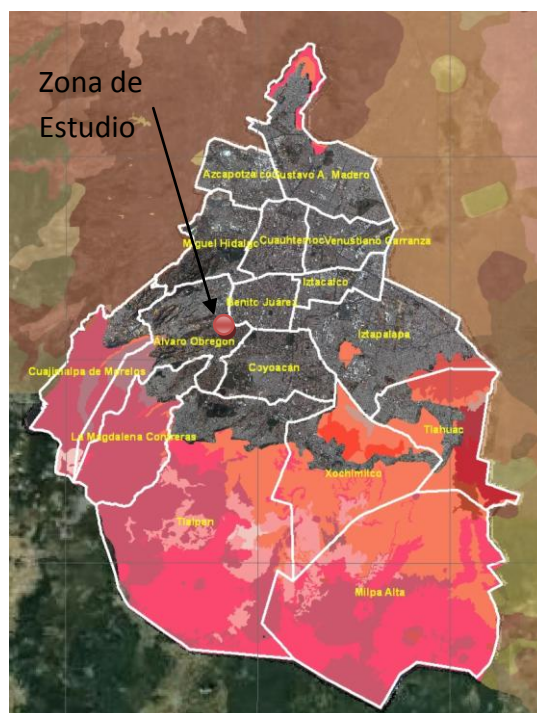 Zona de
Estudio
Azcapotzalco
Gustavo A. Madero
Miguel Hidalgo
Cuauhtemoc
Venustiano Carranza
Iztacalco
Benito Juárez
Alvaro Obregon
Iztapalapa
Coyoacán
Cuajimalpa de Morelos
La Magdalena Contreras
Tlahuac
Xochimilco
Tlalpan
Milpa Alta